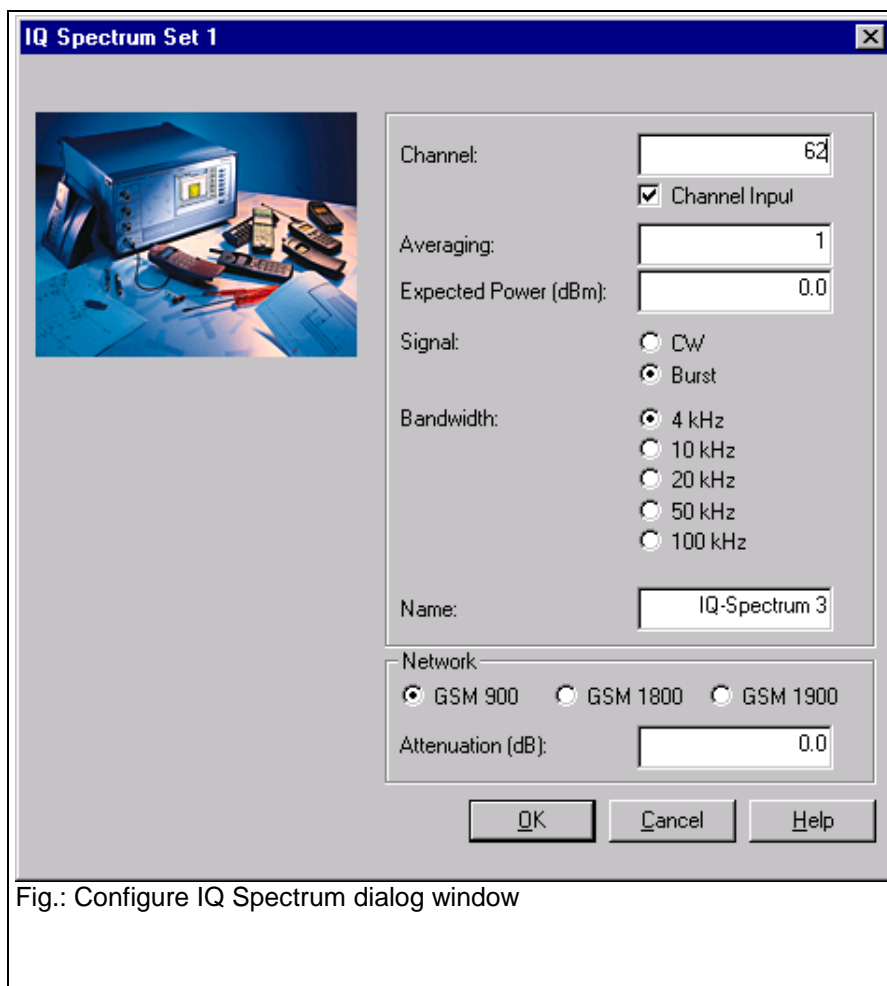 IQ Spectrum Set 1
Channel: 62
Channel Input
Averaging: 1
Expected Power (dBm): 0.0
Signal: CW
Burst
Bandwidth: 4 kHz
10 kHz
20 kHz
50 kHz
100 kHz
Name: IQ-Spectrum 3
Network
GSM 900 GSM 1800 GSM 1900
Attenuation (dB): 0.0
OK Cancel Help
Fig.: Configure IQ Spectrum dialog window